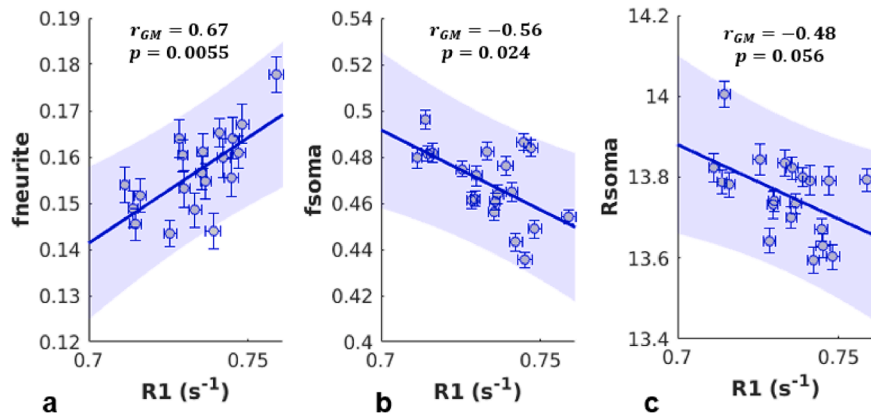 r_GM = 0.67
p = 0.0055
0.19
0.18
0.17
0.16
0.15
0.14
0.13
0.12
fneurite
0.7
0.75
R1 (s⁻¹)
a
r_GM = −0.56
p = 0.024
0.54
0.52
0.5
0.48
0.46
0.44
0.42
0.4
fsoma
0.7
0.75
R1 (s⁻¹)
b
r_GM = −0.48
p = 0.056
14.2
14
13.8
13.6
13.4
Rsoma
0.7
0.75
R1 (s⁻¹)
c